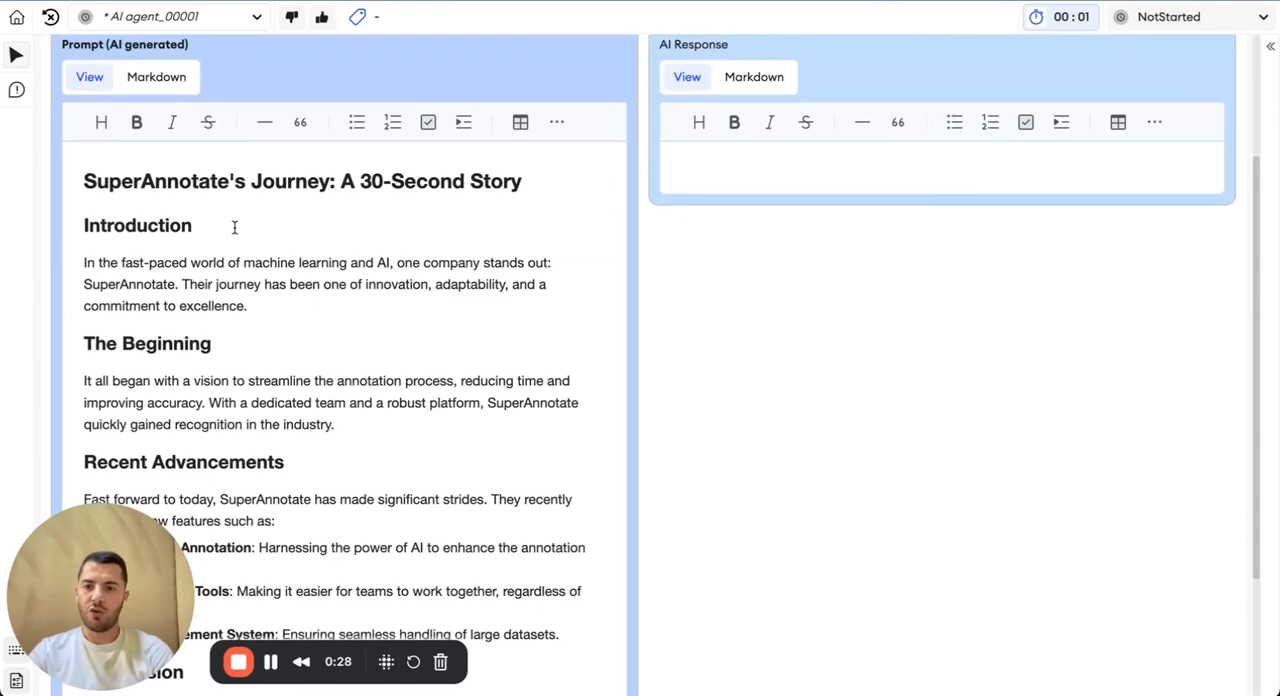 * AI agent_00001
-
00 : 01
NotStarted
Prompt (AI generated)
View
Markdown
H B I S 66
SuperAnnotate's Journey: A 30-Second Story
Introduction
In the fast-paced world of machine learning and AI, one company stands out:
SuperAnnotate. Their journey has been one of innovation, adaptability, and a
commitment to excellence.
The Beginning
It all began with a vision to streamline the annotation process, reducing time and
improving accuracy. With a dedicated team and a robust platform, SuperAnnotate
quickly gained recognition in the industry.
Recent Advancements
Fast forward to today, SuperAnnotate has made significant strides. They recently
features such as:
Annotation: Harnessing the power of AI to enhance the annotation
Tools: Making it easier for teams to work together, regardless of
System: Ensuring seamless handling of large datasets.
AI Response
View
Markdown
H B I S 66
0:28